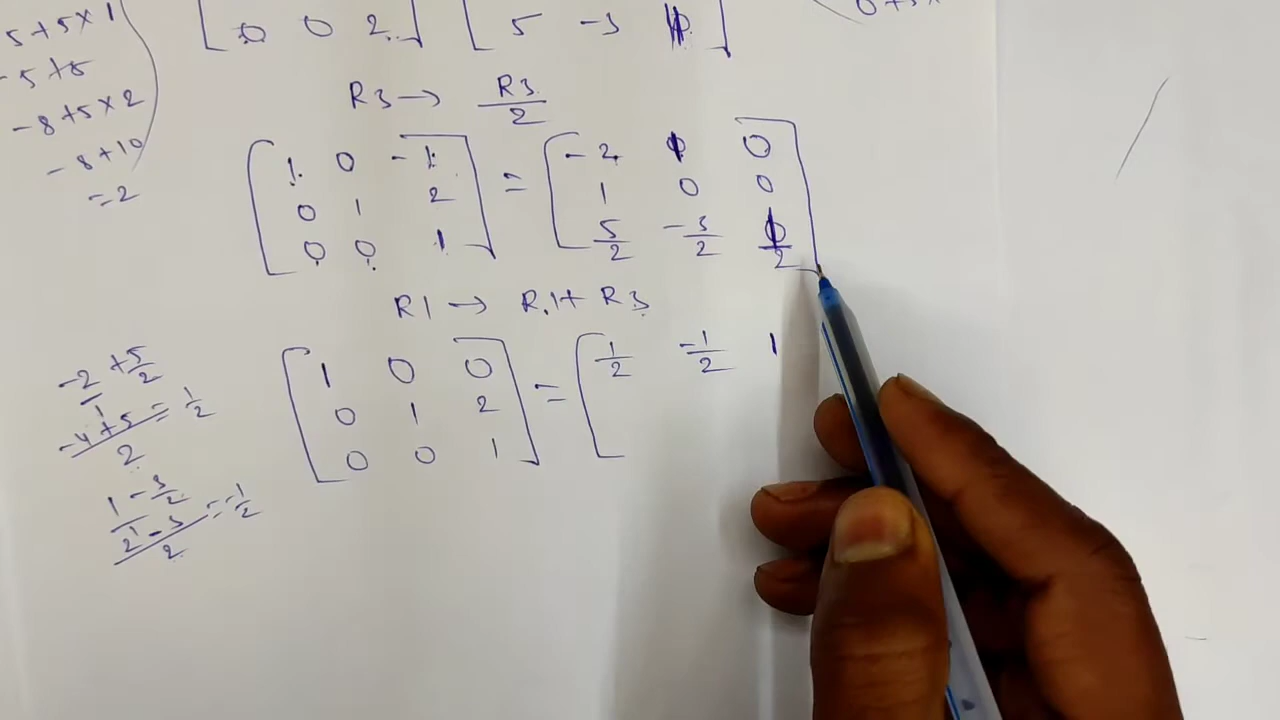 5+5×1
-5+5
-8+5×2
-8+10
=2
[0 0 2] [5 -3
R3 → R3/2
[1 0 -1 = [-2 1 0
0 1 2 1 0 0
0 0 1] 5/2 -3/2 1/2]
R1 → R1 + R3
[1 0 0 = [1/2 -1/2 1
0 1 2
0 0 1]
-2 + 5/2
-4+5/2 = 1/2
1 - 3/2
2-3/2 = -1/2